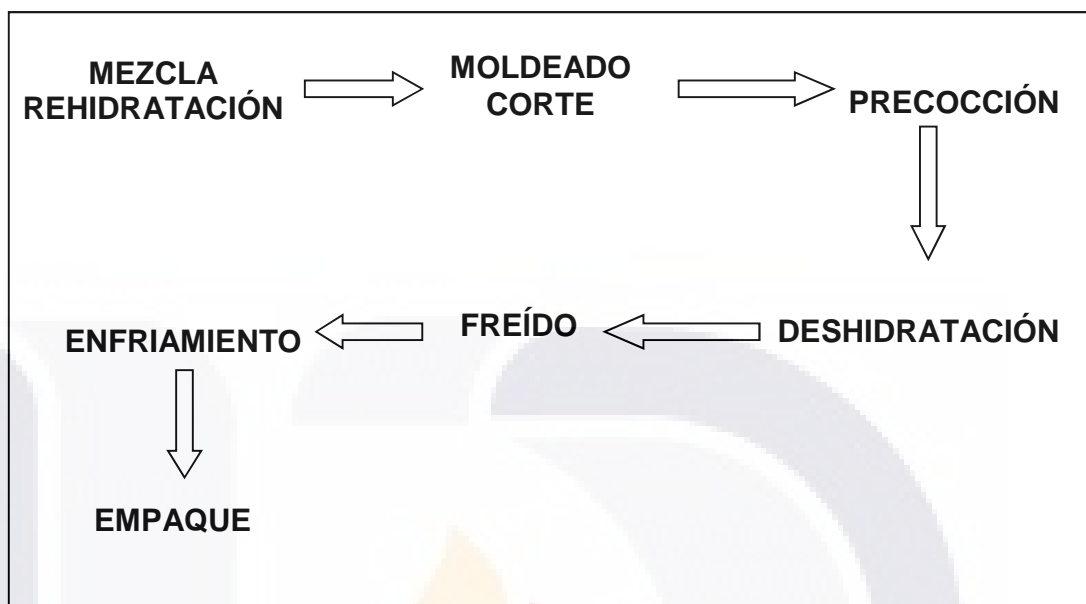 MEZCLA
REHIDRATACIÓN
MOLDEADO
CORTE
PRECOCCIÓN
DESHIDRATACIÓN
FREÍDO
ENFRIAMIENTO
EMPAQUE